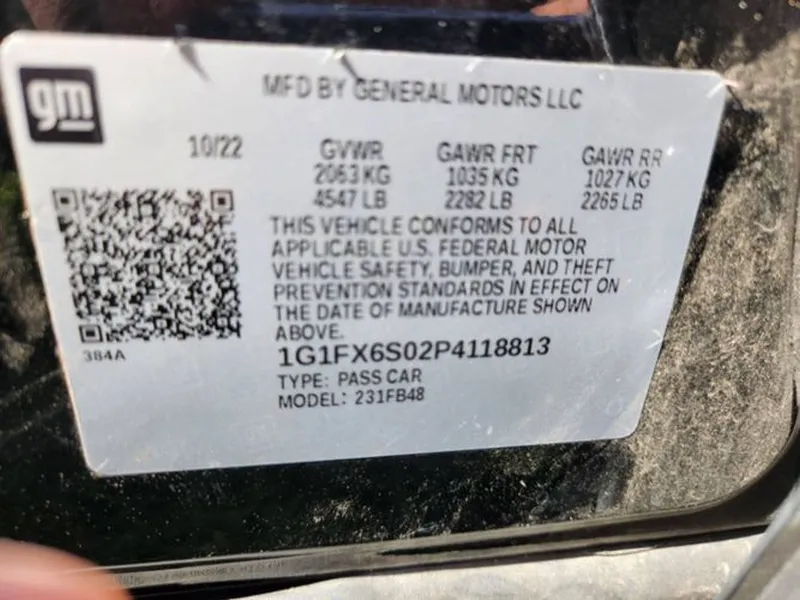 gm
MFD BY GENERAL MOTORS LLC
10/22 GVWR GAWR FRT GAWR RR
2063 KG 1035 KG 1027 KG
4547 LB 2282 LB 2265 LB
THIS VEHICLE CONFORMS TO ALL
APPLICABLE U.S. FEDERAL MOTOR
VEHICLE SAFETY, BUMPER, AND THEFT
PREVENTION STANDARDS IN EFFECT ON
THE DATE OF MANUFACTURE SHOWN
ABOVE.
384A
1G1FX6S02P4118813
TYPE: PASS CAR
MODEL: 231FB48